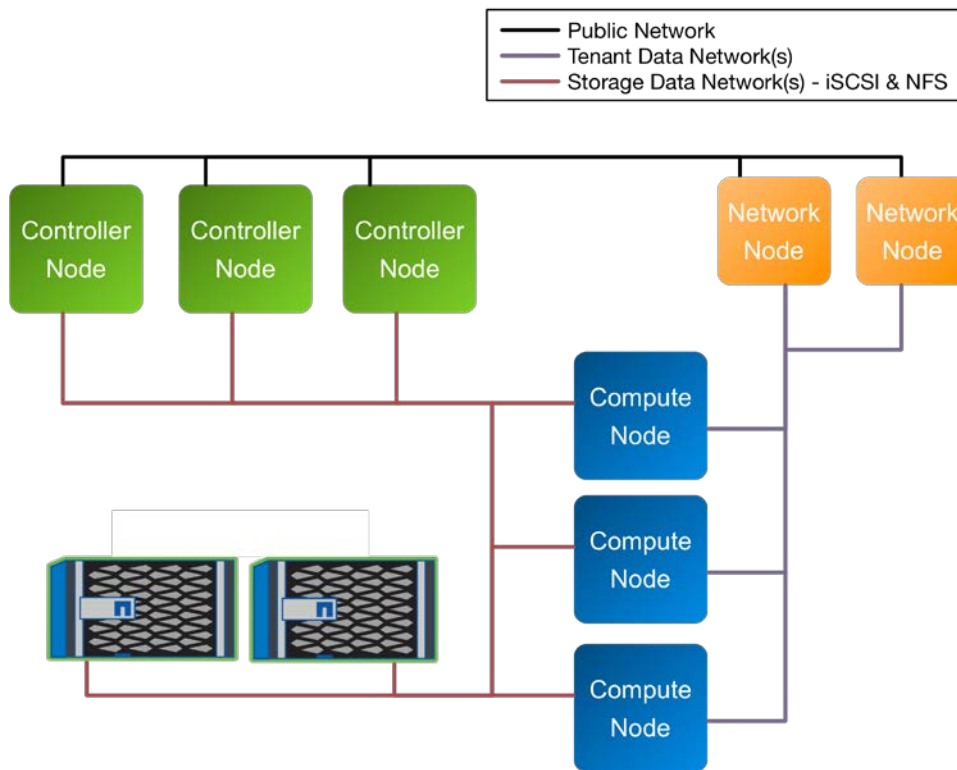 Public Network
Tenant Data Network(s)
Storage Data Network(s) - iSCSI & NFS
Controller
Node
Controller
Node
Controller
Node
Network
Node
Network
Node
Compute
Node
Compute
Node
Compute
Node